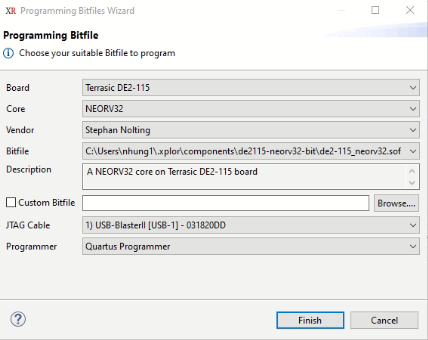 XR Programming Bitfiles Wizard
Programming Bitfile
Choose your suitable Bitfile to program
Board Terrasic DE2-115
Core NEORV32
Vendor Stephan Nolting
Bitfile C:\Users\nhung1\.xplor\components\de2115-neorv32-bit\de2-115_neorv32.sof
Description A NEORV32 core on Terrasic DE2-115 board
Custom Bitfile Browse....
JTAG Cable 1) USB-BlasterII [USB-1] - 031820DD
Programmer Quartus Programmer
? Finish Cancel